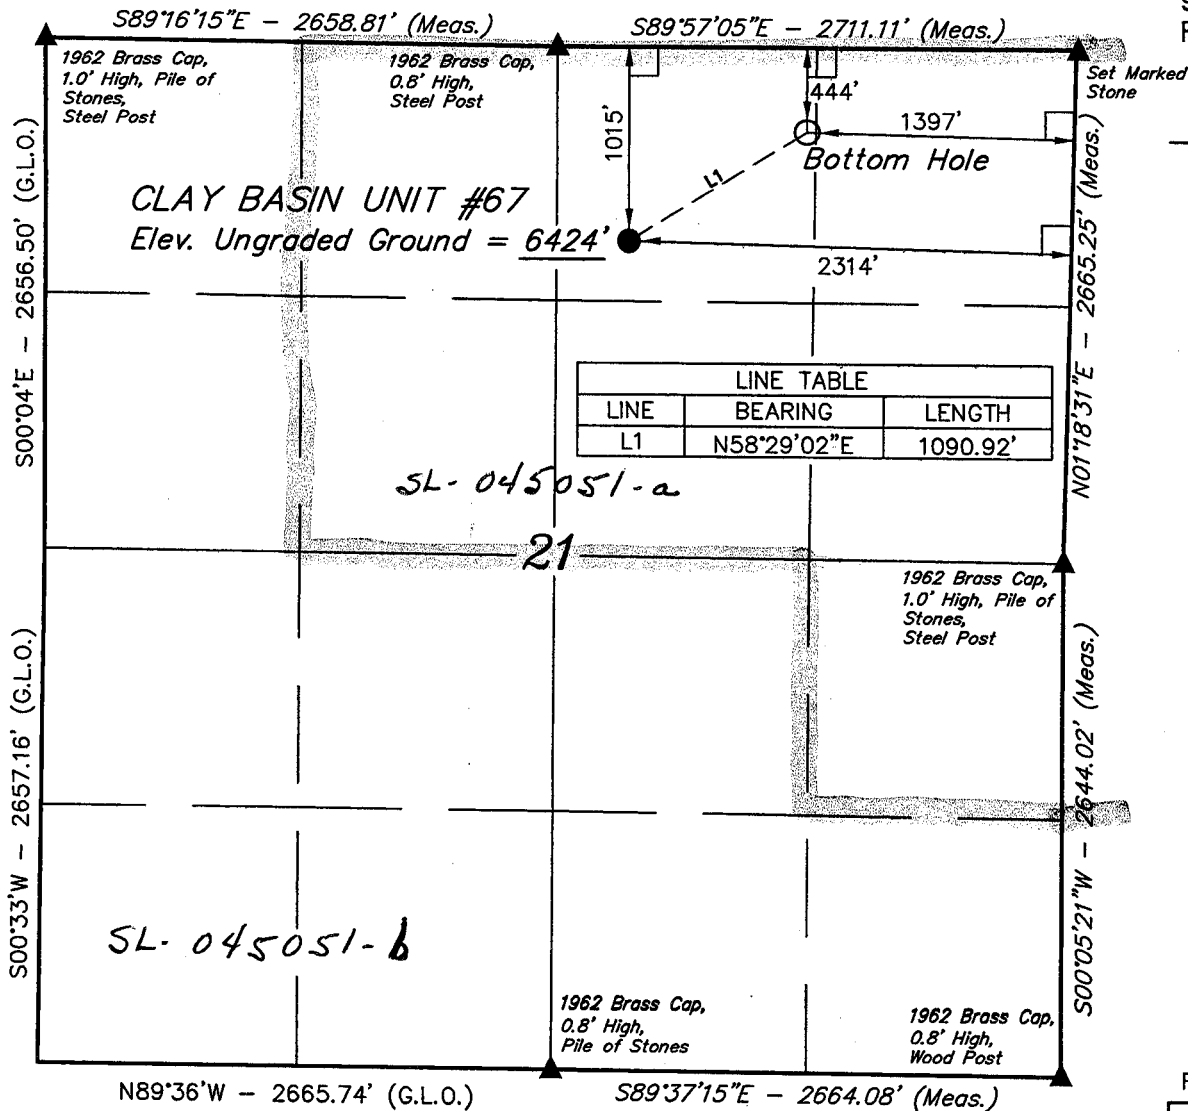 S89°16'15"E - 2658.81' (Meas.)
S89°57'05"E - 2711.11' (Meas.)
1962 Brass Cap,
1.0' High, Pile of
Stones,
Steel Post
1962 Brass Cap,
0.8' High,
Steel Post
Set Marked
Stone
444'
1015'
1397'
Bottom Hole
L1
CLAY BASIN UNIT #67
Elev. Ungraded Ground = 6424'
2314'
S00°04'E - 2656.50' (G.L.O.)
N01°18'31"E - 2665.25' (Meas.)
LINE TABLE
LINE BEARING LENGTH
L1 N58°29'02"E 1090.92'
SL-045051-a
21
1962 Brass Cap,
1.0' High, Pile of
Stones,
Steel Post
S00°33'W - 2657.16' (G.L.O.)
S00°05'21"W - 2644.02' (Meas.)
SL-045051-b
1962 Brass Cap,
0.8' High,
Pile of Stones
1962 Brass Cap,
0.8' High,
Wood Post
N89°36'W - 2665.74' (G.L.O.)
S89°37'15"E - 2664.08' (Meas.)